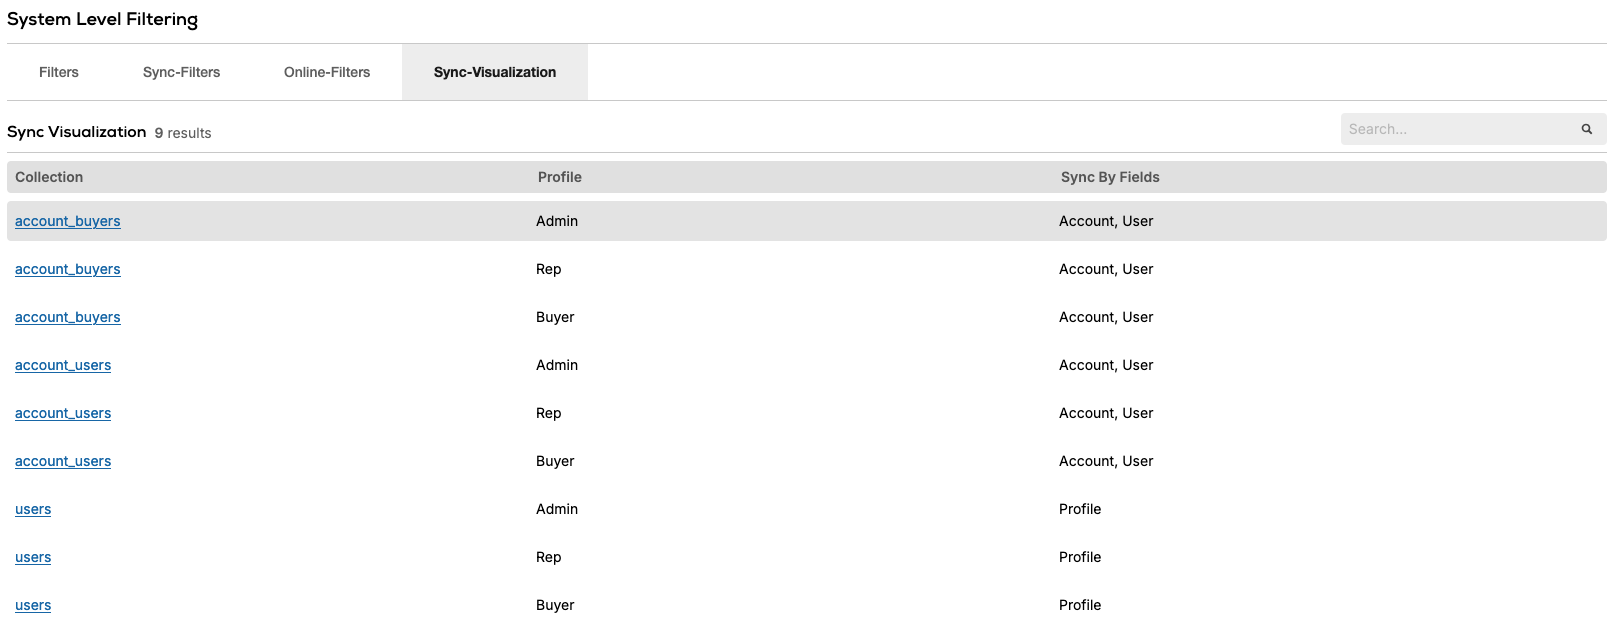 System Level Filtering
Filters Sync-Filters Online-Filters Sync-Visualization
Sync Visualization 9 results Search...
Collection Profile Sync By Fields
account_buyers Admin Account, User
account_buyers Rep Account, User
account_buyers Buyer Account, User
account_users Admin Account, User
account_users Rep Account, User
account_users Buyer Account, User
users Admin Profile
users Rep Profile
users Buyer Profile